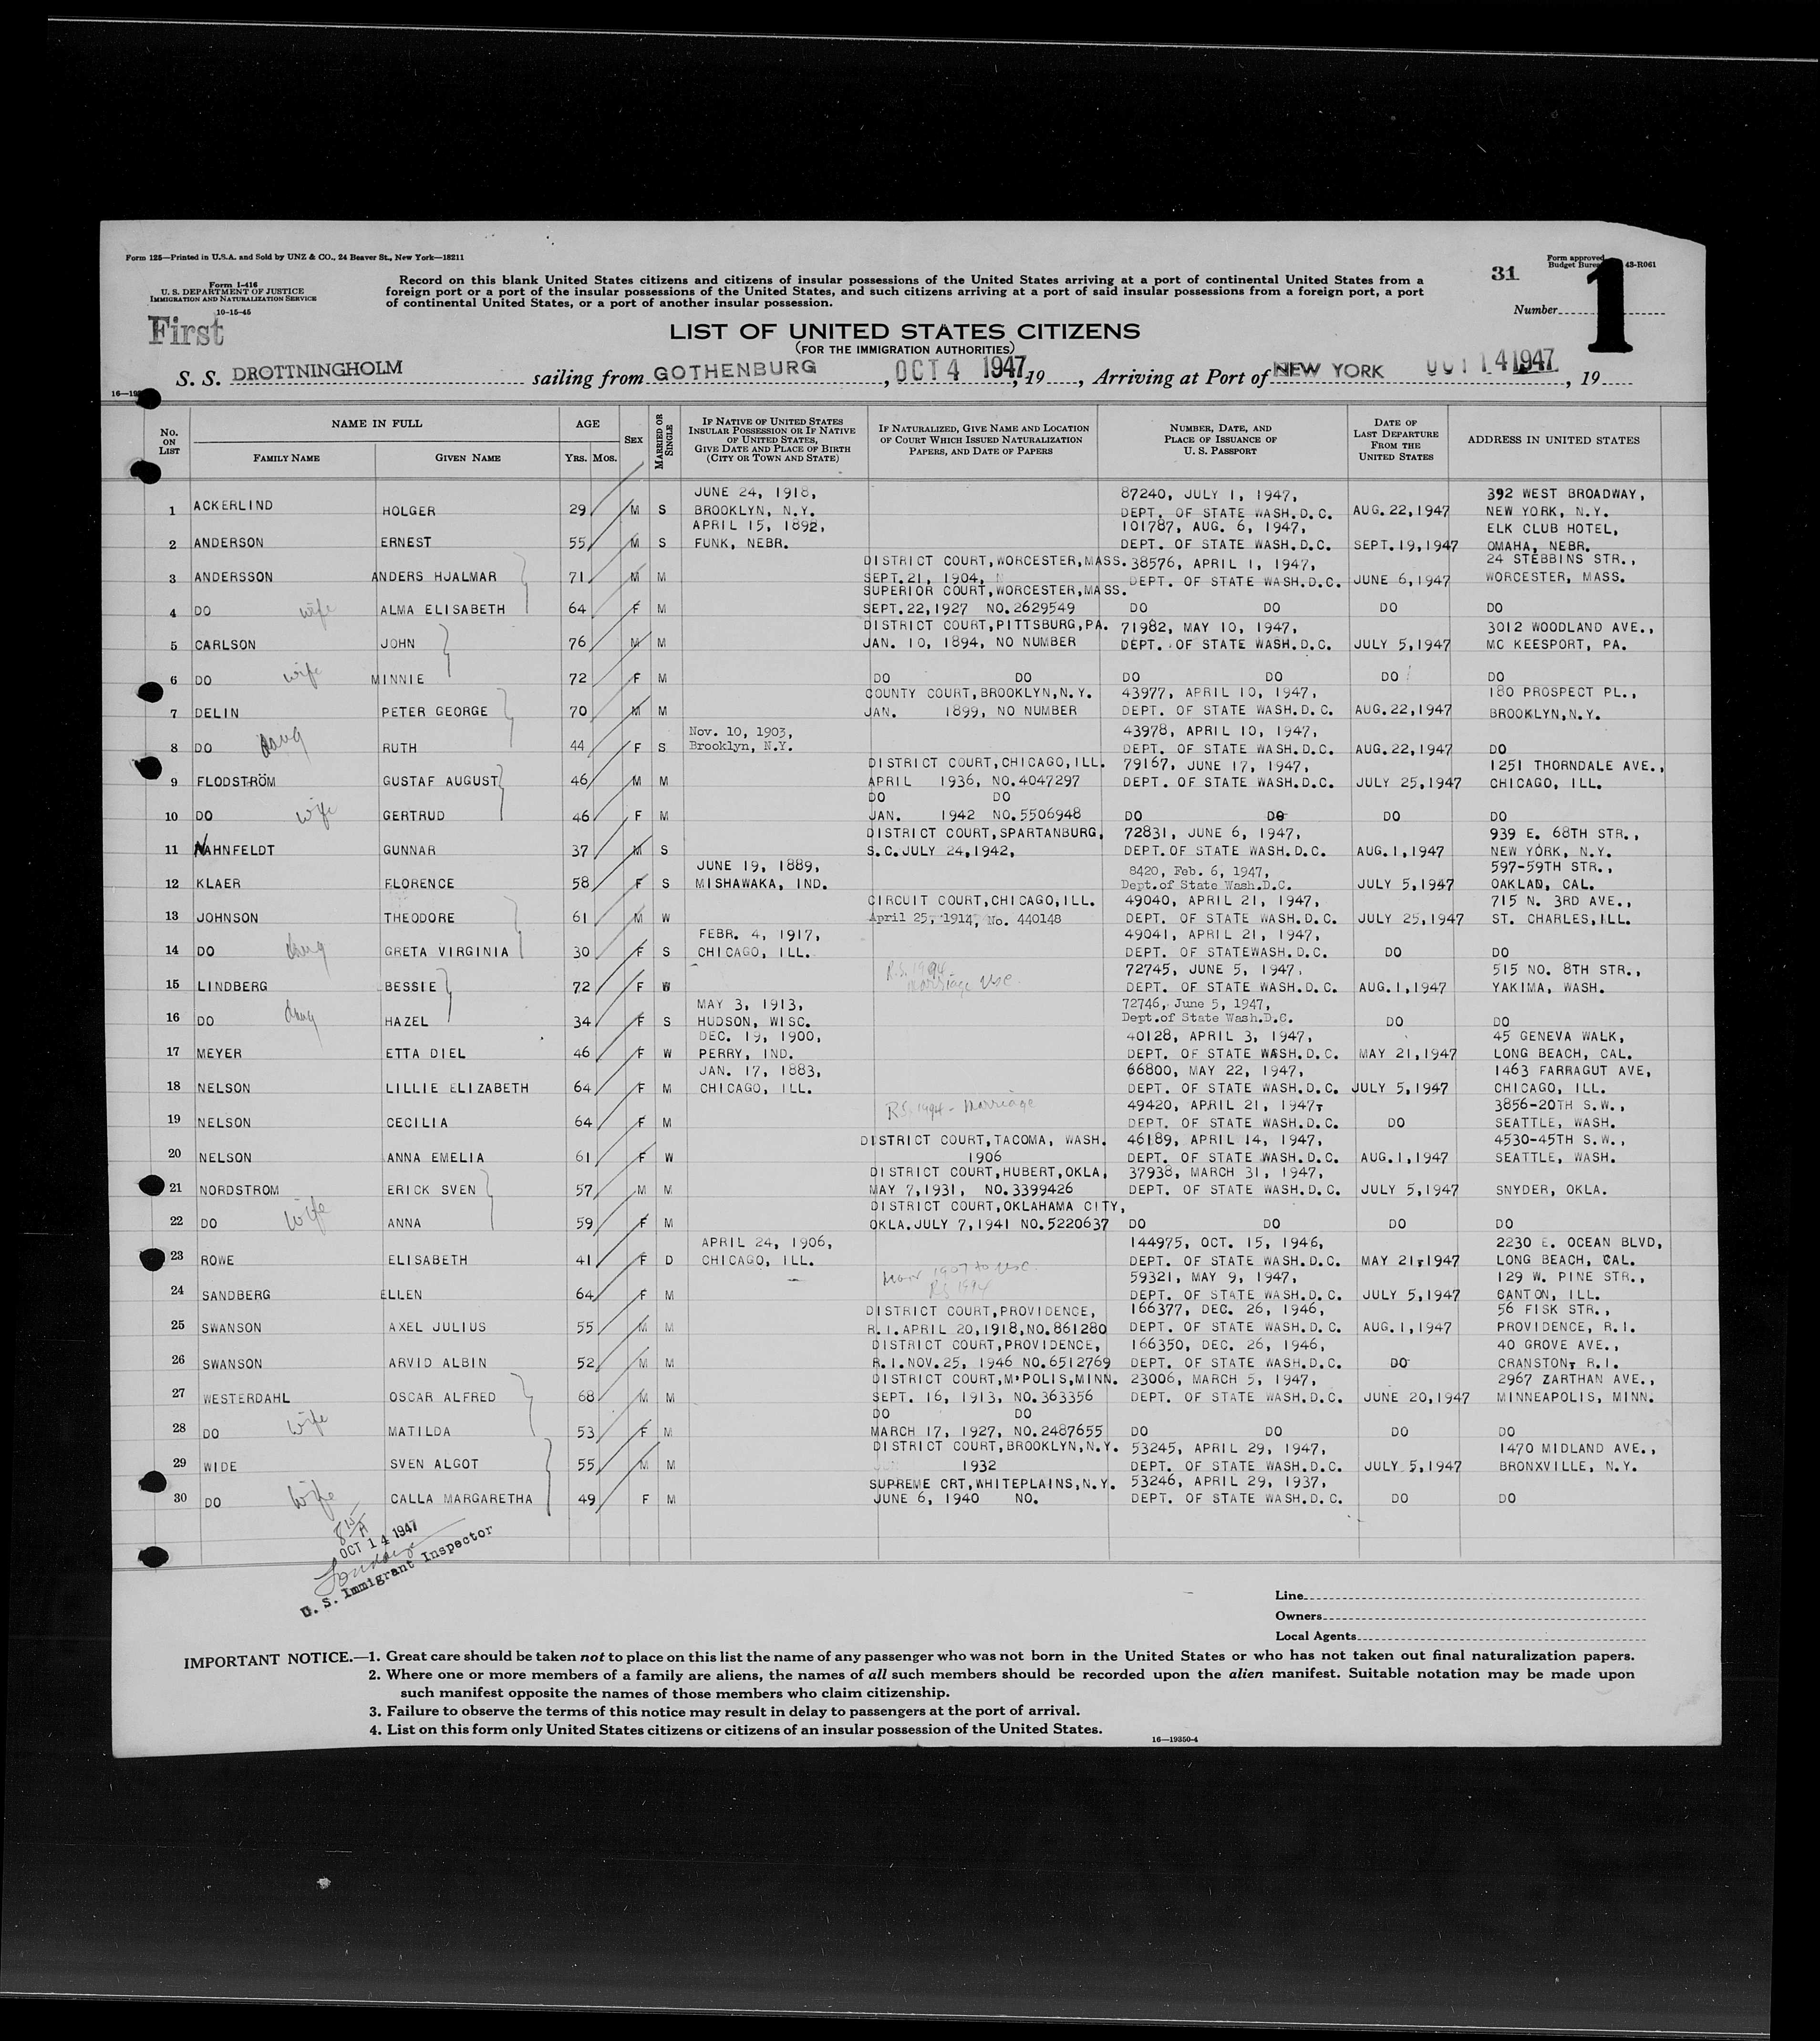 Form 125—Printed in U.S.A. and Sold by UNZ & CO., 24 Beaver St., New York—18211
Form I-416
U. S. DEPARTMENT OF JUSTICE
IMMIGRATION AND NATURALIZATION SERVICE
10-15-45
First
Record on this blank United States citizens and citizens of insular possessions of the United States arriving at a port of continental United States from a
foreign port or a port of the insular possessions of the United States, and such citizens arriving at a port of said insular possessions from a foreign port, a port
of continental United States, or a port of another insular possession.
31
Form approved
Budget 43-R061
Number
1
LIST OF UNITED STATES CITIZENS
(FOR THE IMMIGRATION AUTHORITIES)
S. S. DROTTNINGHOLM sailing from GOTHENBURG, OCT 4 1947, 19, Arriving at Port of NEW YORK OCT 14 1947, 19
No. ON LIST
NAME IN FULL
FAMILY NAME
GIVEN NAME
AGE
YRS. MOS.
SEX
MARRIED OR SINGLE
IF NATIVE OF UNITED STATES INSULAR POSSESSION OR IF NATIVE OF UNITED STATES, GIVE DATE AND PLACE OF BIRTH (CITY OR TOWN AND STATE)
IF NATURALIZED, GIVE NAME AND LOCATION OF COURT WHICH ISSUED NATURALIZATION PAPERS, AND DATE OF PAPERS
NUMBER, DATE, AND PLACE OF ISSUANCE OF U. S. PASSPORT
DATE OF LAST DEPARTURE FROM THE UNITED STATES
ADDRESS IN UNITED STATES
JUNE 24, 1918, 87240, JULY 1, 1947, 392 WEST BROADWAY,
1 ACKERLIND HOLGER 29 M S BROOKLYN, N.Y. DEPT. OF STATE WASH.D.C. AUG.22,1947 NEW YORK, N.Y.
APRIL 15, 1892, 101787, AUG. 6, 1947, ELK CLUB HOTEL,
2 ANDERSON ERNEST 55 M S FUNK, NEBR. DEPT. OF STATE WASH.D.C. SEPT.19,1947 OMAHA, NEBR.
DISTRICT COURT,WORCESTER,MASS. 38576, APRIL 1, 1947, 24 STEBBINS STR.,
3 ANDERSSON ANDERS HJALMAR 71 M M SEPT.21, 1904, DEPT. OF STATE WASH.D.C. JUNE 6,1947 WORCESTER, MASS.
SUPERIOR COURT,WORCESTER,MASS.
4 DO wife ALMA ELISABETH 64 F M SEPT.22,1927 NO.2629549 DO DO DO DO
DISTRICT COURT,PITTSBURG,PA. 71982, MAY 10, 1947, 3012 WOODLAND AVE.,
5 CARLSON JOHN 76 M M JAN. 10, 1894, NO NUMBER DEPT. OF STATE WASH.D.C. JULY 5,1947 MC KEESPORT, PA.
6 DO wife MINNIE 72 F M DO DO DO DO DO DO
COUNTY COURT,BROOKLYN,N.Y. 43977, APRIL 10, 1947, 180 PROSPECT PL.,
7 DELIN PETER GEORGE 70 M M JAN. 1899, NO NUMBER DEPT. OF STATE WASH.D.C. AUG.22,1947 BROOKLYN,N.Y.
Nov. 10, 1903, 43978, APRIL 10, 1947,
8 DO daug RUTH 44 F S Brooklyn, N.Y. DEPT. OF STATE WASH.D.C. AUG.22,1947 DO
DISTRICT COURT,CHICAGO,ILL. 79167, JUNE 17, 1947, 1251 THORNDALE AVE.,
9 FLODSTRÖM GUSTAF AUGUST 46 M M APRIL 1936, NO.4047297 DEPT. OF STATE WASH.D.C. JULY 25,1947 CHICAGO, ILL.
DO DO
10 DO wife GERTRUD 46 F M JAN. 1942 NO.5506948 DO DO DO DO
DISTRICT COURT,SPARTANBURG, 72831, JUNE 6, 1947, 939 E. 68TH STR.,
11 NAHNFELDT GUNNAR 37 M S S.C.JULY 24,1942, DEPT.OF STATE WASH.D.C. AUG.1,1947 NEW YORK, N.Y.
JUNE 19, 1889, 8420, Feb. 6, 1947, 597-59TH STR.,
12 KLAER FLORENCE 58 F S MISHAWAKA, IND. Dept.of State Wash.D.C. JULY 5,1947 OAKLAD, CAL.
CIRCUIT COURT,CHICAGO,ILL. 49040, APRIL 21, 1947, 715 N. 3RD AVE.,
13 JOHNSON THEODORE 61 M W April 25, 1914, No. 440148 DEPT. OF STATE WASH.D.C. JULY 25,1947 ST. CHARLES,ILL.
FEBR. 4, 1917, 49041, APRIL 21, 1947,
14 DO daug GRETA VIRGINIA 30 F S CHICAGO, ILL. DEPT. OF STATEWASH.D.C. DO DO
R.S. 1994 72745, JUNE 5, 1947, 515 NO. 8TH STR.,
15 LINDBERG BESSIE 72 F W marriage USC. DEPT. OF STATE WASH.D.C. AUG.1,1947 YAKIMA, WASH.
MAY 3, 1913, 72746, June 5, 1947,
16 DO daug HAZEL 34 F S HUDSON, WISC. Dept.of State Wash.D.C. DO DO
DEC. 19, 1900, 40128, APRIL 3, 1947, 45 GENEVA WALK,
17 MEYER ETTA DIEL 46 F W PERRY, IND. DEPT. OF STATE WASH.D.C. MAY 21,1947 LONG BEACH, CAL.
JAN. 17, 1883, 66800, MAY 22, 1947, 1463 FARRAGUT AVE,
18 NELSON LILLIE ELIZABETH 64 F M CHICAGO, ILL. DEPT. OF STATE WASH.D.C. JULY 5,1947 CHICAGO, ILL.
R.S. 1994 - Marriage 49420, APRIL 21, 1947, 3856-20TH S.W.,
19 NELSON CECILIA 64 F M DEPT. OF STATE WASH.D.C. DO SEATTLE, WASH.
DISTRICT COURT,TACOMA, WASH. 46189, APRIL 14, 1947, 4530-45TH S.W.,
20 NELSON ANNA EMELIA 61 F W 1906 DEPT. OF STATE WASH.D.C. AUG.1,1947 SEATTLE, WASH.
DISTRICT COURT,HUBERT,OKLA, 37938, MARCH 31, 1947,
21 NORDSTROM ERICK SVEN 57 M M MAY 7,1931, NO.3399426 DEPT. OF STATE WASH.D.C. JULY 5,1947 SNYDER, OKLA.
DISTRICT COURT,OKLAHOMA CITY,
22 DO wife ANNA 59 F M OKLA.JULY 7,1941 NO.5220637 DO DO DO DO
APRIL 24, 1906, 144975, OCT. 15, 1946, 2230 E. OCEAN BLVD,
23 ROWE ELISABETH 41 F D CHICAGO, ILL. DEPT. OF STATE WASH.D.C. MAY 21,1947 LONG BEACH, CAL.
Marr 1907 to USC. 59321, MAY 9, 1947, 129 W. PINE STR.,
24 SANDBERG ELLEN 64 F M RS 1994 DEPT. OF STATE WASH.D.C. JULY 5,1947 CANTON, ILL.
DISTRICT COURT,PROVIDENCE, 166377, DEC. 26, 1946, 56 FISK STR.,
25 SWANSON AXEL JULIUS 55 M M R.I.APRIL 20,1918,NO.861280 DEPT. OF STATE WASH.D.C. AUG.1,1947 PROVIDENCE, R.I.
DISTRICT COURT,PROVIDENCE, 166350, DEC. 26, 1946, 40 GROVE AVE.,
26 SWANSON ARVID ALBIN 52 M M R.I.NOV.25, 1946 NO.6512769 DEPT. OF STATE WASH.D.C. DO CRANSTON, R.I.
DISTRICT COURT,M'POLIS,MINN. 23006, MARCH 5, 1947, 2967 ZARTHAN AVE.,
27 WESTERDAHL OSCAR ALFRED 68 M M SEPT. 16, 1913, NO.363356 DEPT. OF STATE WASH.D.C. JUNE 20,1947 MINNEAPOLIS, MINN.
DO DO
28 DO wife MATILDA 53 F M MARCH 17, 1927, NO.2487655 DO DO DO DO
DISTRICT COURT,BROOKLYN,N.Y. 53245, APRIL 29, 1947, 1470 MIDLAND AVE.,
29 WIDE SVEN ALGOT 55 M M 1932 DEPT. OF STATE WASH.D.C. JULY 5,1947 BRONXVILLE, N.Y.
SUPREME CRT,WHITEPLAINS,N.Y. 53246, APRIL 29, 1937,
30 DO wife CALLA MARGARETHA 49 F M JUNE 6, 1940 NO. DEPT. OF STATE WASH.D.C. DO DO
OCT 14 1947
U. S. Immigrant Inspector
Line
Owners
Local Agents
IMPORTANT NOTICE.—1. Great care should be taken not to place on this list the name of any passenger who was not born in the United States or who has not taken out final naturalization papers.
2. Where one or more members of a family are aliens, the names of all such members should be recorded upon the alien manifest. Suitable notation may be made upon
such manifest opposite the names of those members who claim citizenship.
3. Failure to observe the terms of this notice may result in delay to passengers at the port of arrival.
4. List on this form only United States citizens or citizens of an insular possession of the United States.
16—19350-4